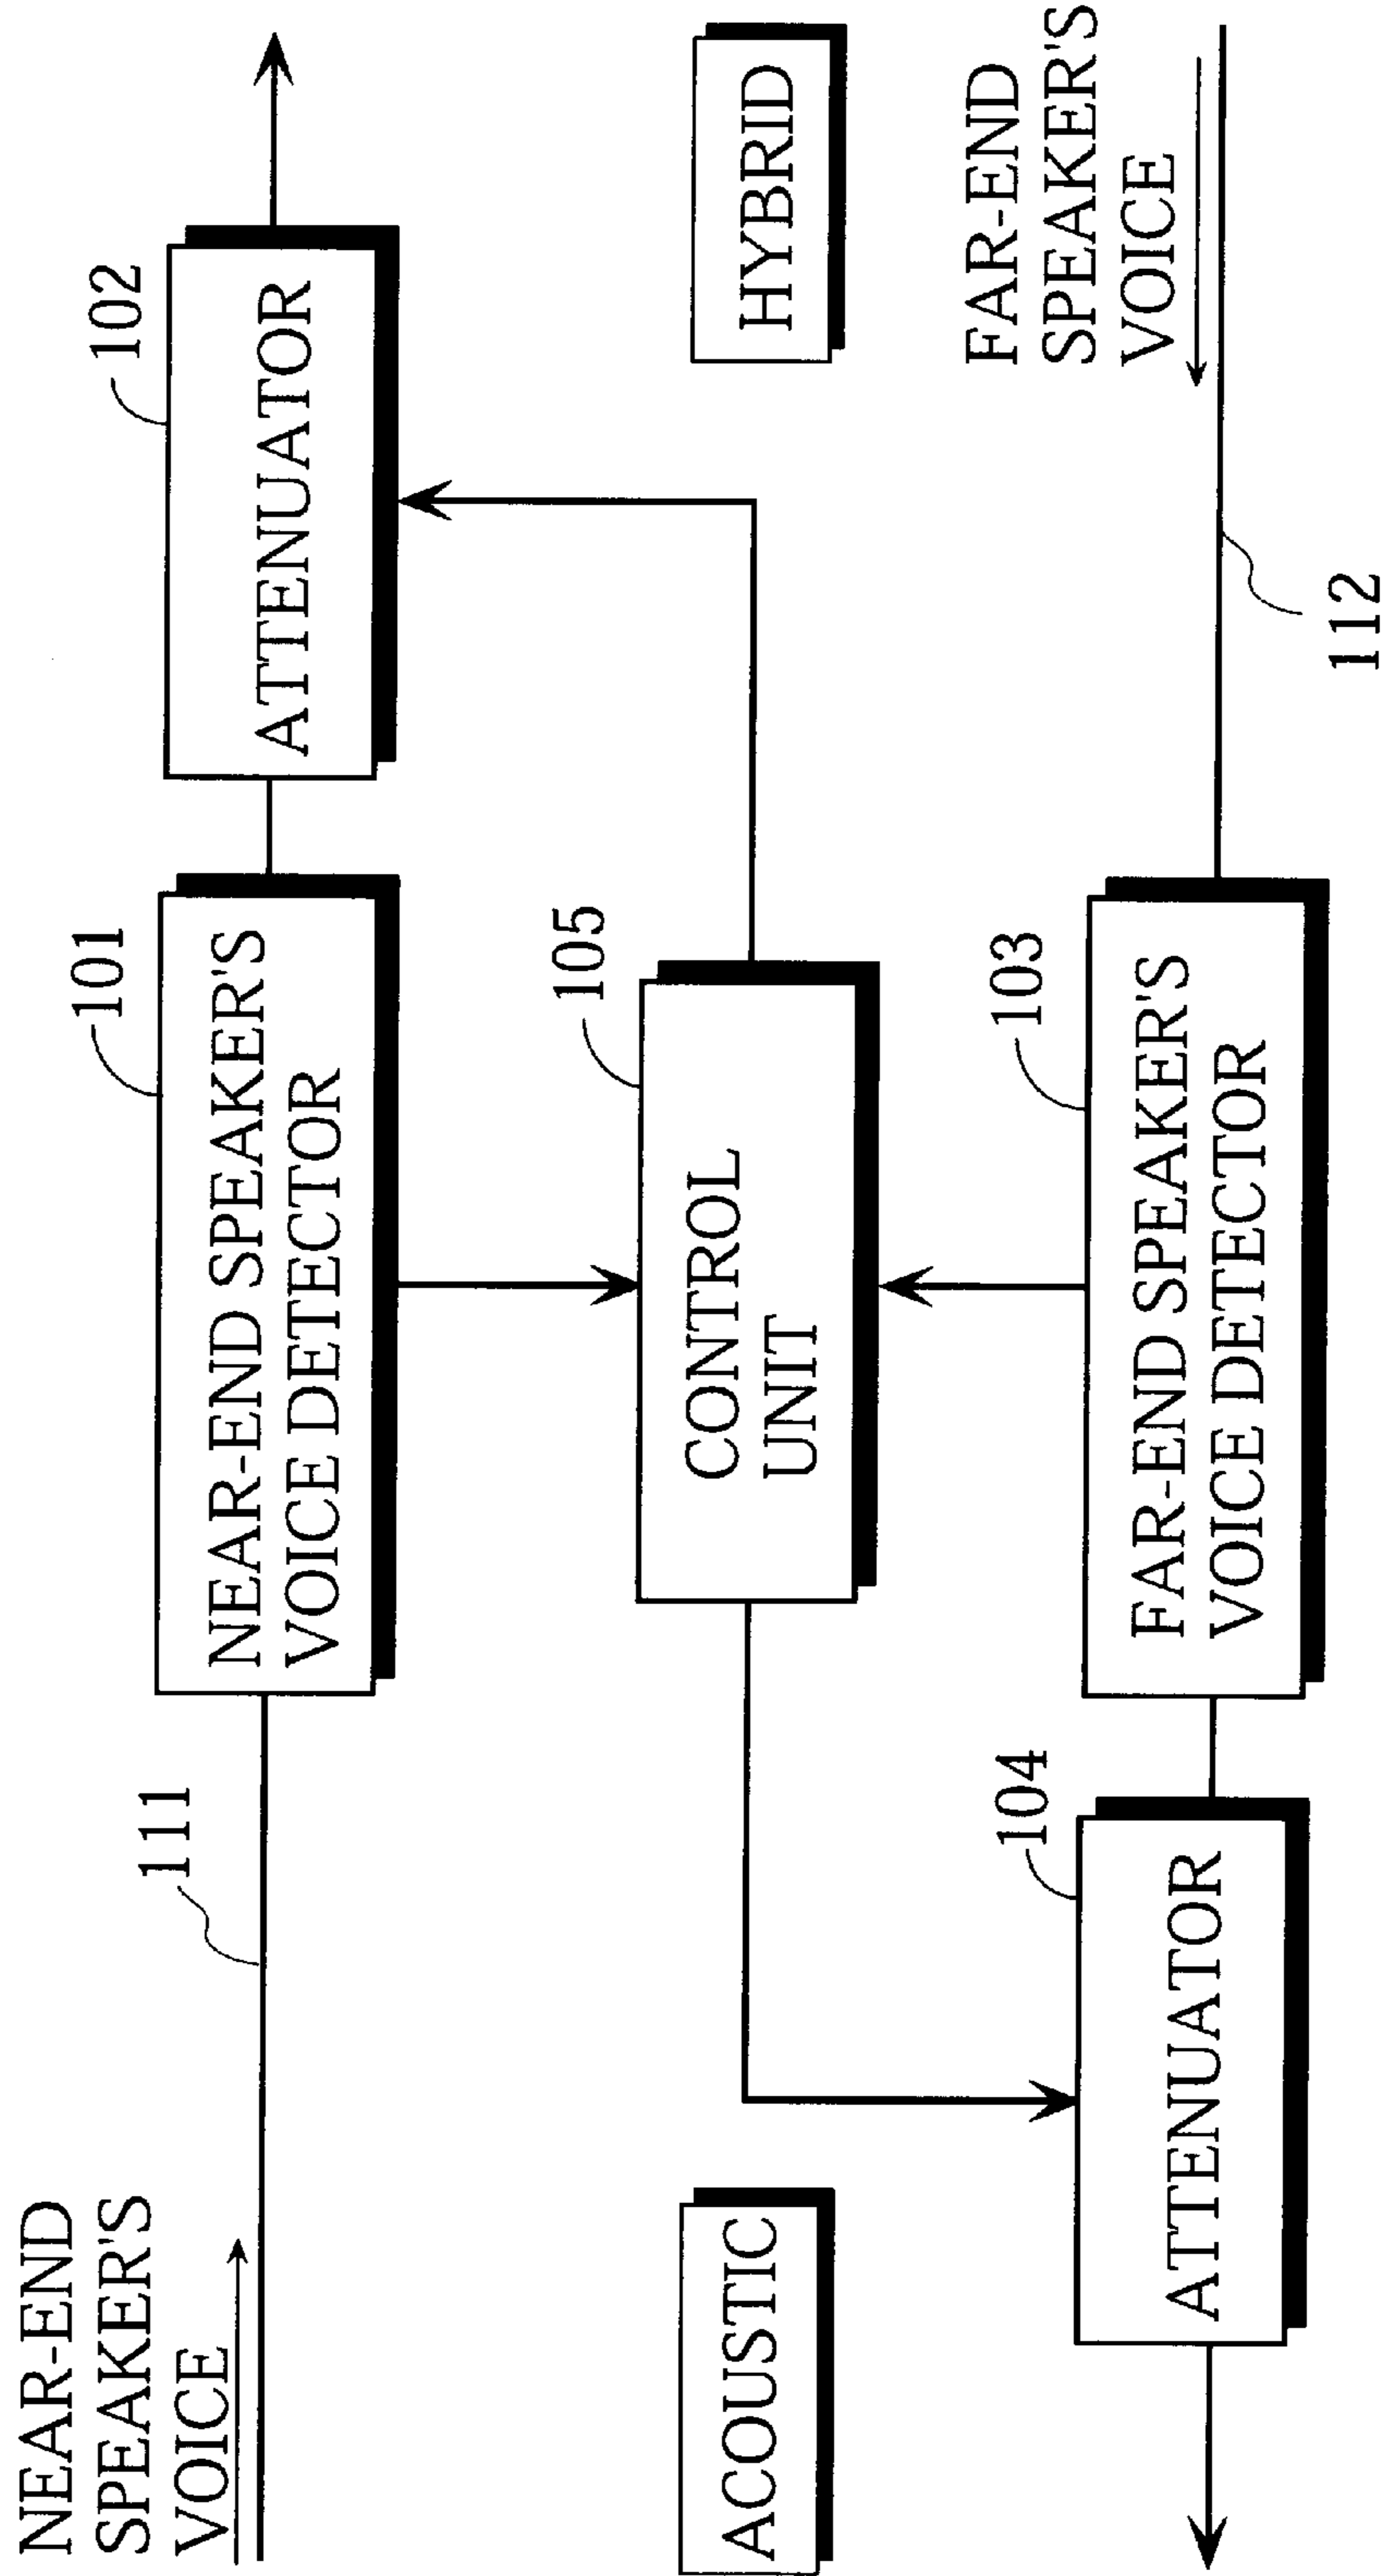 NEAR-END
SPEAKER'S
VOICE
111
101
NEAR-END SPEAKER'S
VOICE DETECTOR
102
ATTENUATOR
ACOUSTIC
105
CONTROL
UNIT
HYBRID
104
ATTENUATOR
103
FAR-END SPEAKER'S
VOICE DETECTOR
FAR-END
SPEAKER'S
VOICE
112